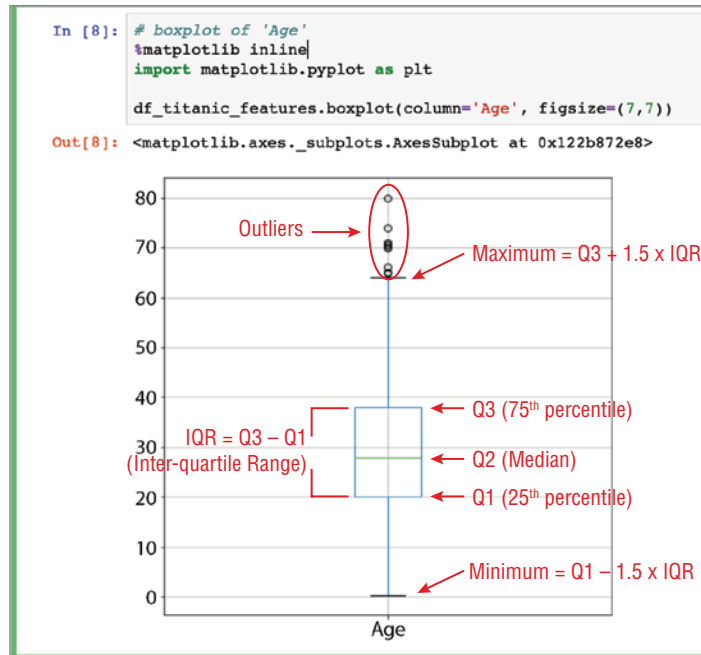 In [8]: # boxplot of 'Age'
%matplotlib inline
import matplotlib.pyplot as plt
df_titanic_features.boxplot(column='Age', figsize=(7,7))
Out[8]: <matplotlib.axes._subplots.AxesSubplot at 0x122b872e8>
80
Outliers
70
Maximum = Q3 + 1.5 x IQR
60
50
40
Q3 (75th percentile)
IQR = Q3 – Q1
30
(Inter-quartile Range)
Q2 (Median)
20
Q1 (25th percentile)
10
Minimum = Q1 – 1.5 x IQR
0
Age